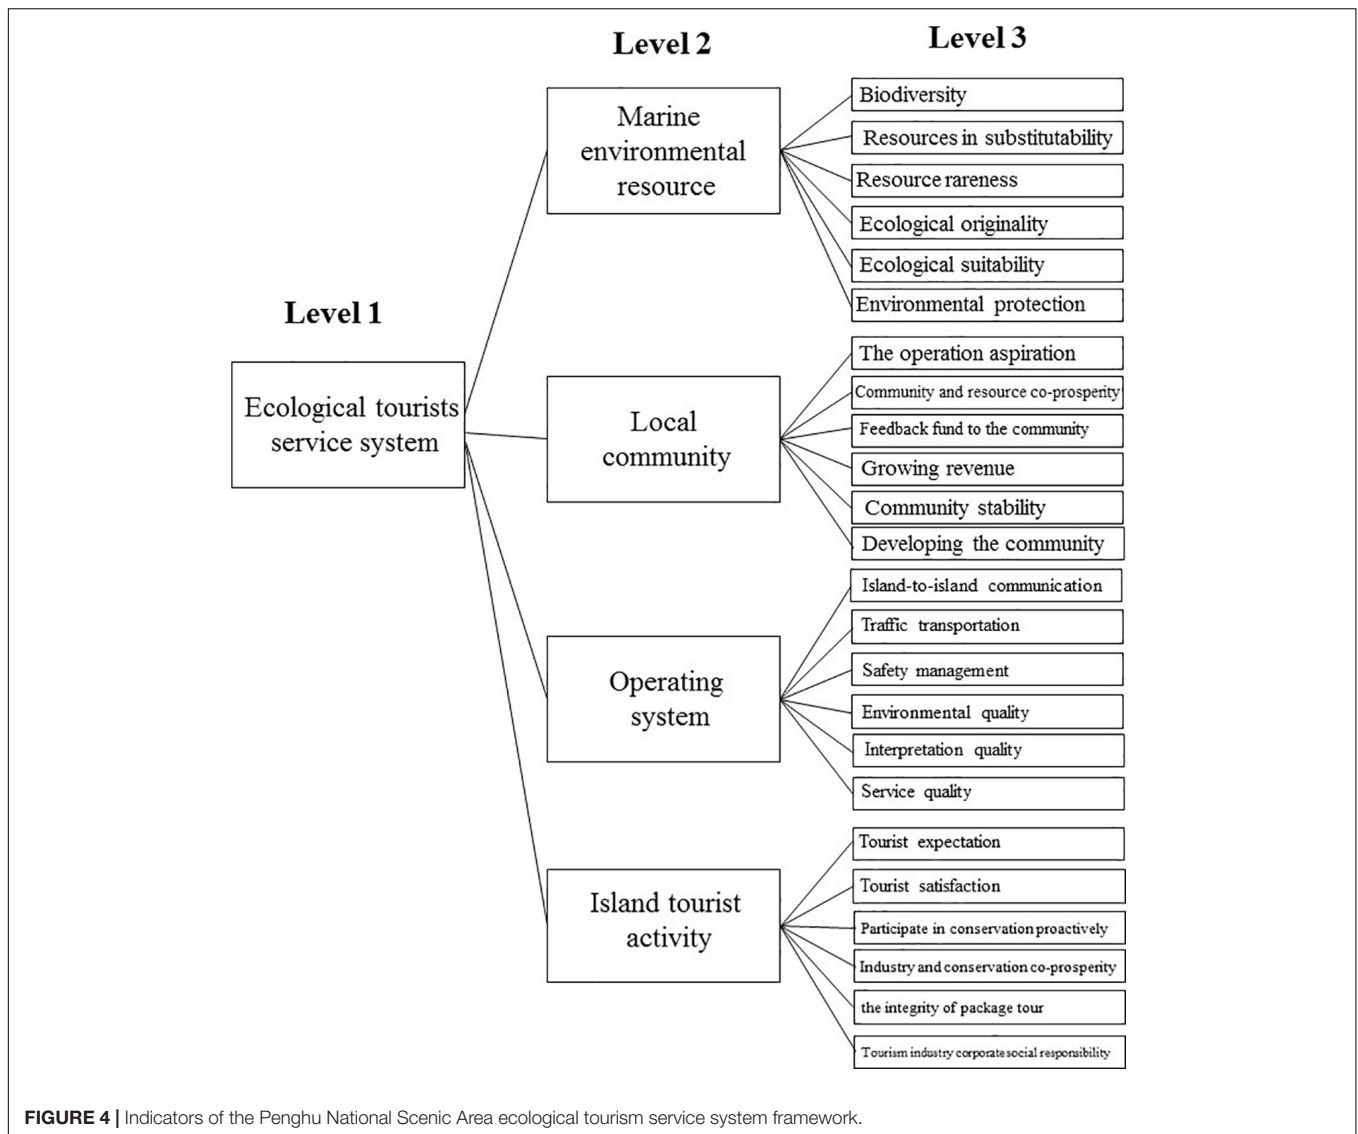 Level 1
Ecological tourists
service system
Level 2
Marine
environmental
resource
Local
community
Operating
system
Island tourist
activity
Level 3
Biodiversity
Resources in substitutability
Resource rareness
Ecological originality
Ecological suitability
Environmental protection
The operation aspiration
Community and resource co-prosperity
Feedback fund to the community
Growing revenue
Community stability
Developing the community
Island-to-island communication
Traffic transportation
Safety management
Environmental quality
Interpretation quality
Service quality
Tourist expectation
Tourist satisfaction
Participate in conservation proactively
Industry and conservation co-prosperity
the integrity of package tour
Tourism industry corporate social responsibility
FIGURE 4 | Indicators of the Penghu National Scenic Area ecological tourism service system framework.